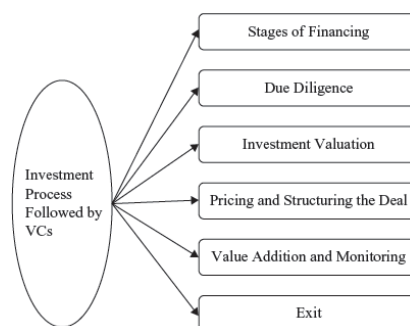 Stages of Financing
Due Diligence
Investment Valuation
Investment
Process
Followed by
VCs
Pricing and Structuring the Deal
Value Addition and Monitoring
Exit